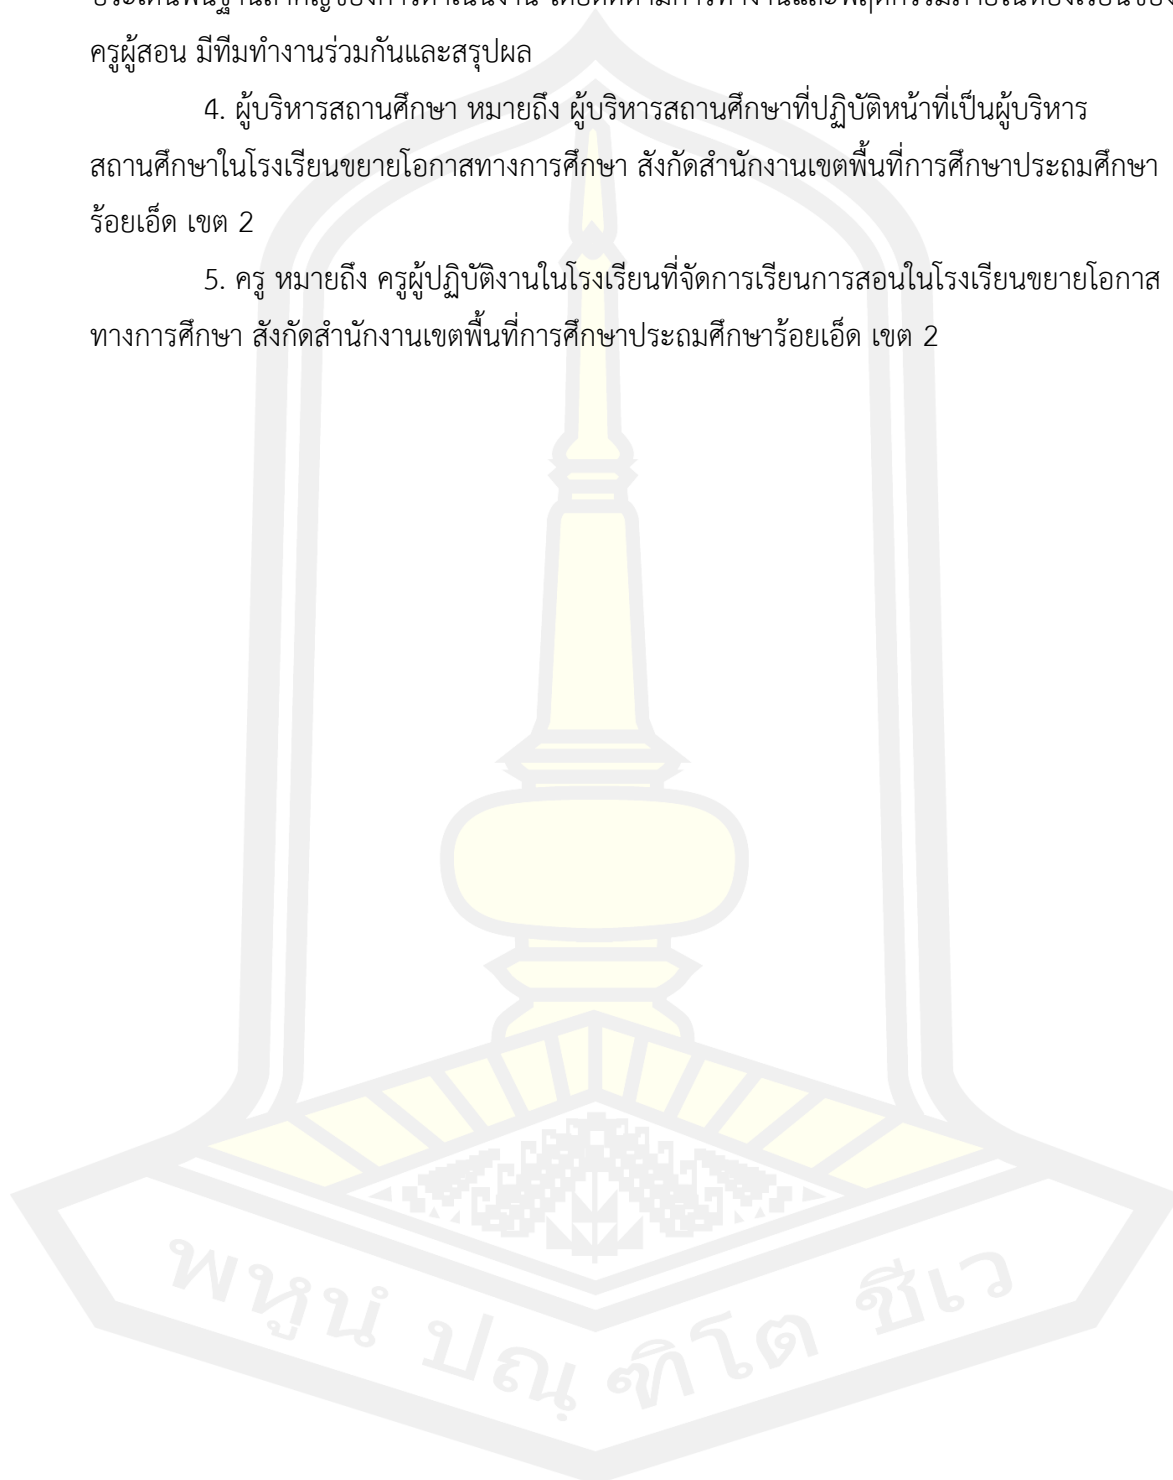 ครูผู้สอน มีทีมทำงานร่วมกันและสรุปผล
4. ผู้บริหารสถานศึกษา หมายถึง ผู้บริหารสถานศึกษาที่ปฏิบัติหน้าที่เป็นผู้บริหาร
สถานศึกษาในโรงเรียนขยายโอกาสทางการศึกษา สังกัดสำนักงานเขตพื้นที่การศึกษาประถมศึกษา
ร้อยเอ็ด เขต 2
5. ครู หมายถึง ครูผู้ปฏิบัติงานในโรงเรียนที่จัดการเรียนการสอนในโรงเรียนขยายโอกาส
ทางการศึกษา สังกัดสำนักงานเขตพื้นที่การศึกษาประถมศึกษาร้อยเอ็ด เขต 2
พหูนํ ปณฺฑิโต ชีเว